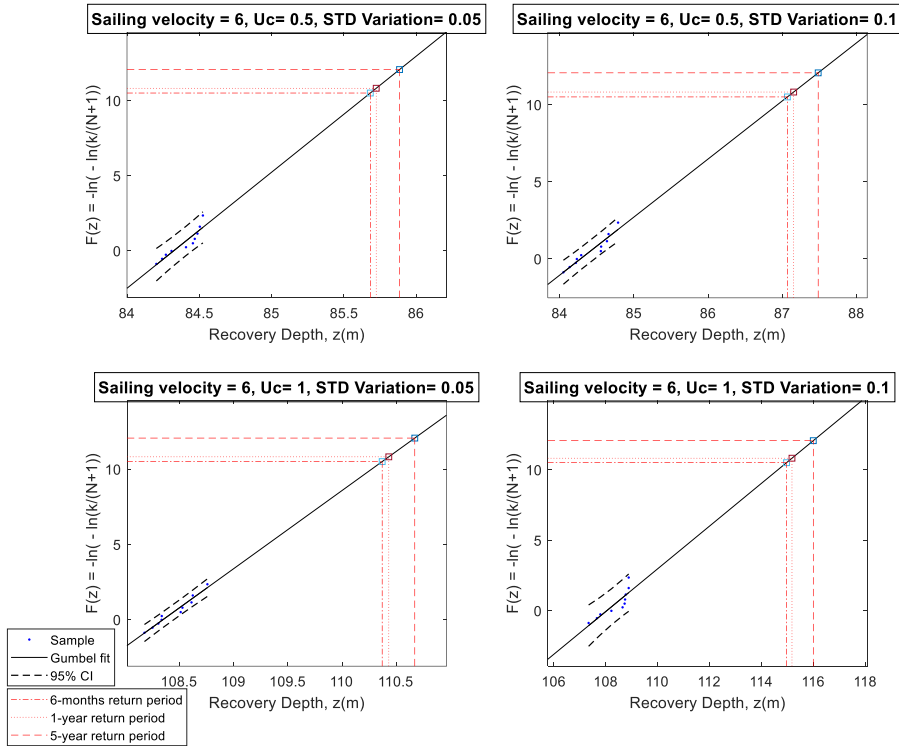 Sailing velocity = 6, Uc= 0.5, STD Variation= 0.05
F(z) = -ln( - ln(k/(N+1))
10
5
0
84
84.5
85
85.5
86
Recovery Depth, z(m)
Sailing velocity = 6, Uc= 0.5, STD Variation= 0.1
F(z) = -ln( - ln(k/(N+1))
10
5
0
84
85
86
87
88
Recovery Depth, z(m)
Sailing velocity = 6, Uc= 1, STD Variation= 0.05
F(z) = -ln( - ln(k/(N+1))
10
5
0
108.5
109
109.5
110
110.5
Recovery Depth, z(m)
Sailing velocity = 6, Uc= 1, STD Variation= 0.1
F(z) = -ln( - ln(k/(N+1))
10
5
0
106
108
110
112
114
116
118
Recovery Depth, z(m)
Sample
Gumbel fit
95% CI
6-months return period
1-year return period
5-year return period